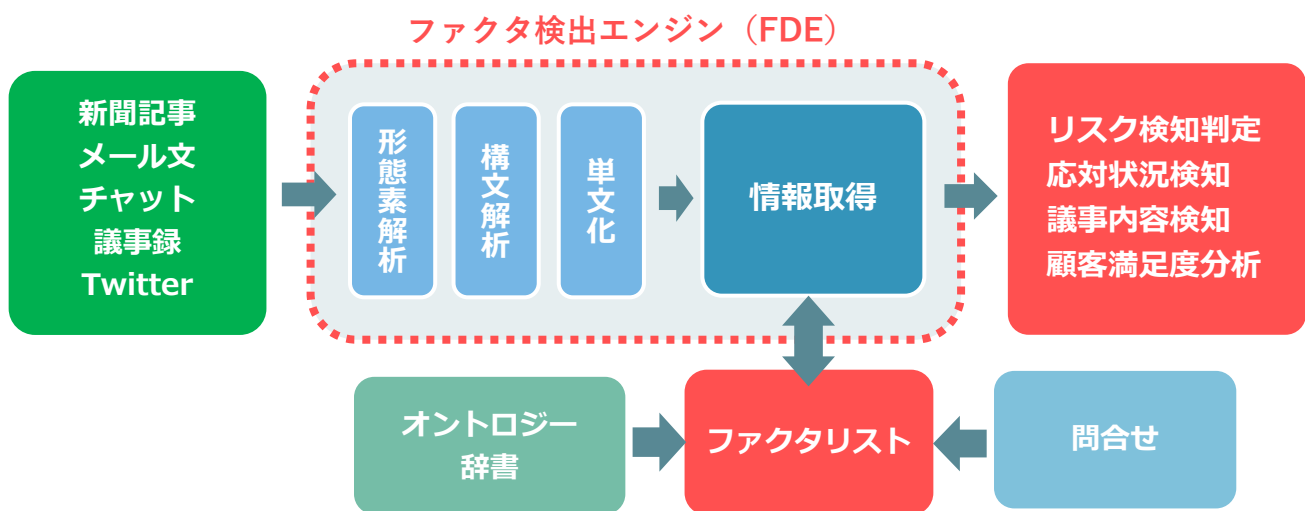 ファクタ検出エンジン（FDE）
新聞記事
メール文
チャット
議事録
Twitter
形態素解析
構文解析
単文化
情報取得
リスク検知判定
応対状況検知
議事内容検知
顧客満足度分析
オントロジー
辞書
ファクタリスト
問合せ